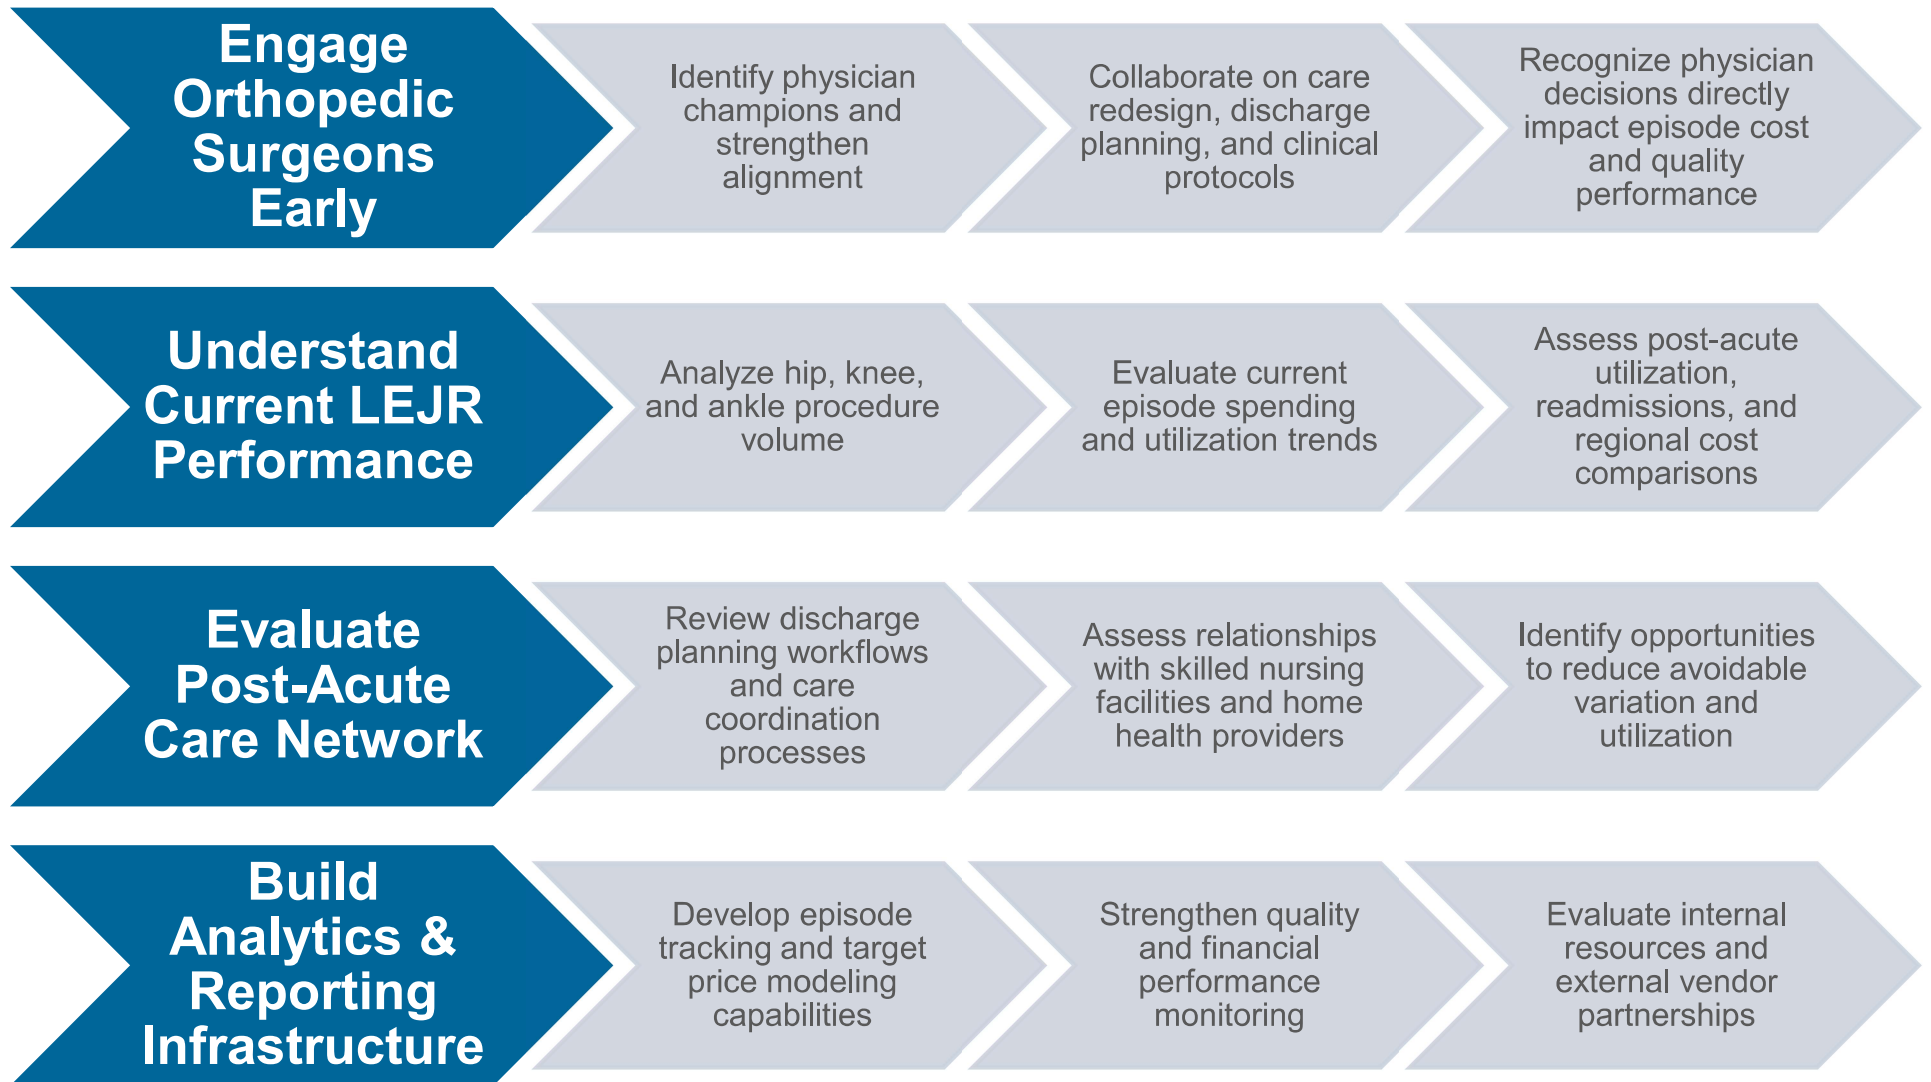 Engage
Orthopedic
Surgeons
Early
Identify physician
champions and
strengthen
alignment
Collaborate on care
redesign, discharge
planning, and clinical
protocols
Recognize physician
decisions directly
impact episode cost
and quality
performance
Understand
Current LEJR
Performance
Analyze hip, knee,
and ankle procedure
volume
Evaluate current
episode spending
and utilization trends
Assess post-acute
utilization,
readmissions, and
regional cost
comparisons
Evaluate
Post-Acute
Care Network
Review discharge
planning workflows
and care
coordination
processes
Assess relationships
with skilled nursing
facilities and home
health providers
Identify opportunities
to reduce avoidable
variation and
utilization
Build
Analytics &
Reporting
Infrastructure
Develop episode
tracking and target
price modeling
capabilities
Strengthen quality
and financial
performance
monitoring
Evaluate internal
resources and
external vendor
partnerships